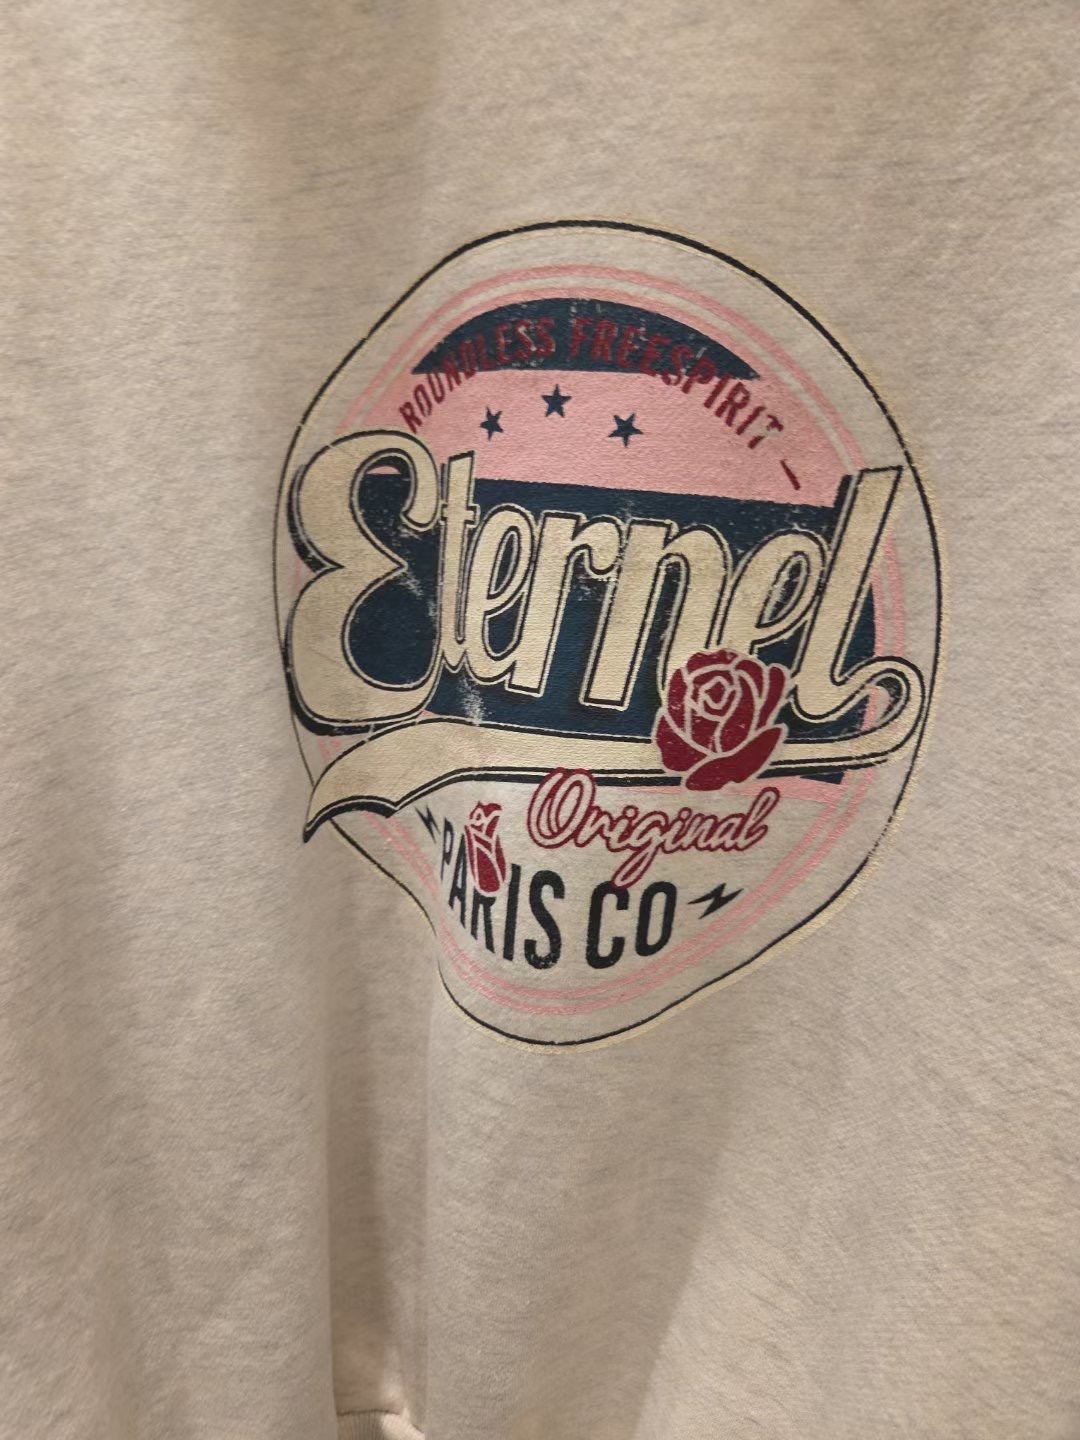 ROUNDLESS FREESPIRIT –
Eternel
Original
PARIS CO